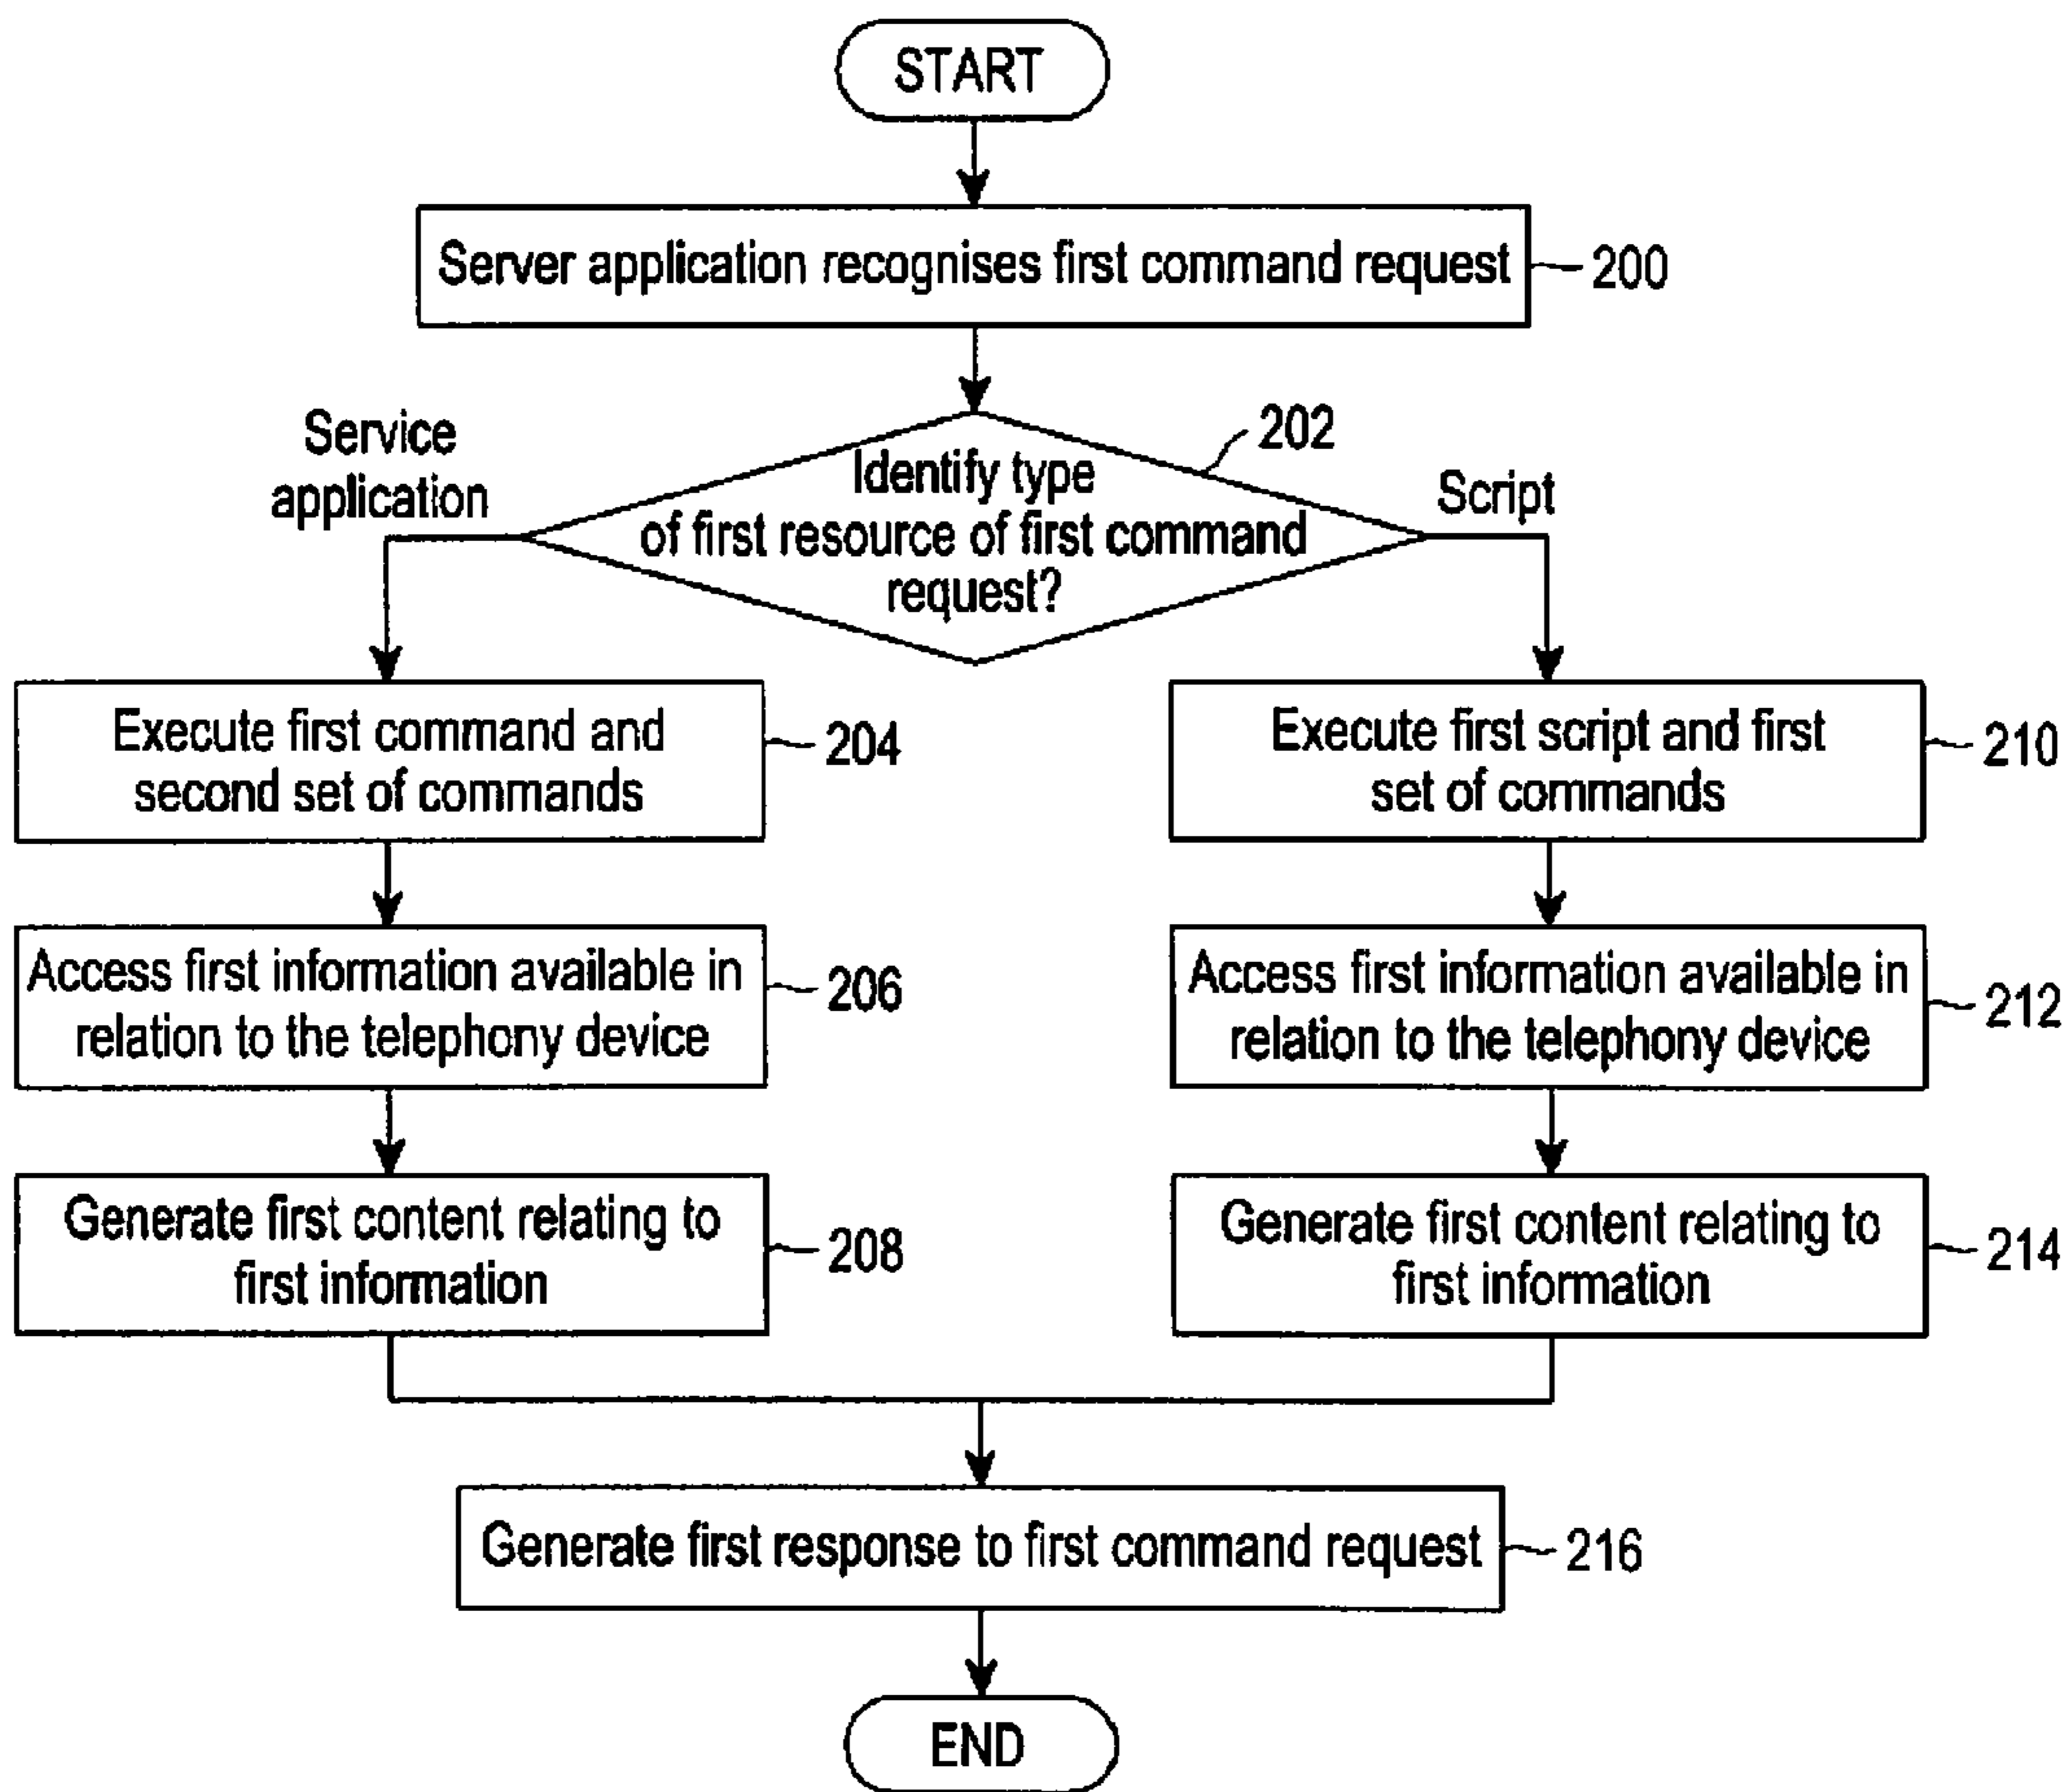 START
Server application recognises first command request
200
Service
application
202
Identify type
of first resource of first command
request?
Script
Execute first command and
second set of commands
204
Execute first script and first
set of commands
210
Access first information available in
relation to the telephony device
206
Access first information available in
relation to the telephony device
212
Generate first content relating to
first information
208
Generate first content relating to
first information
214
Generate first response to first command request
216
END